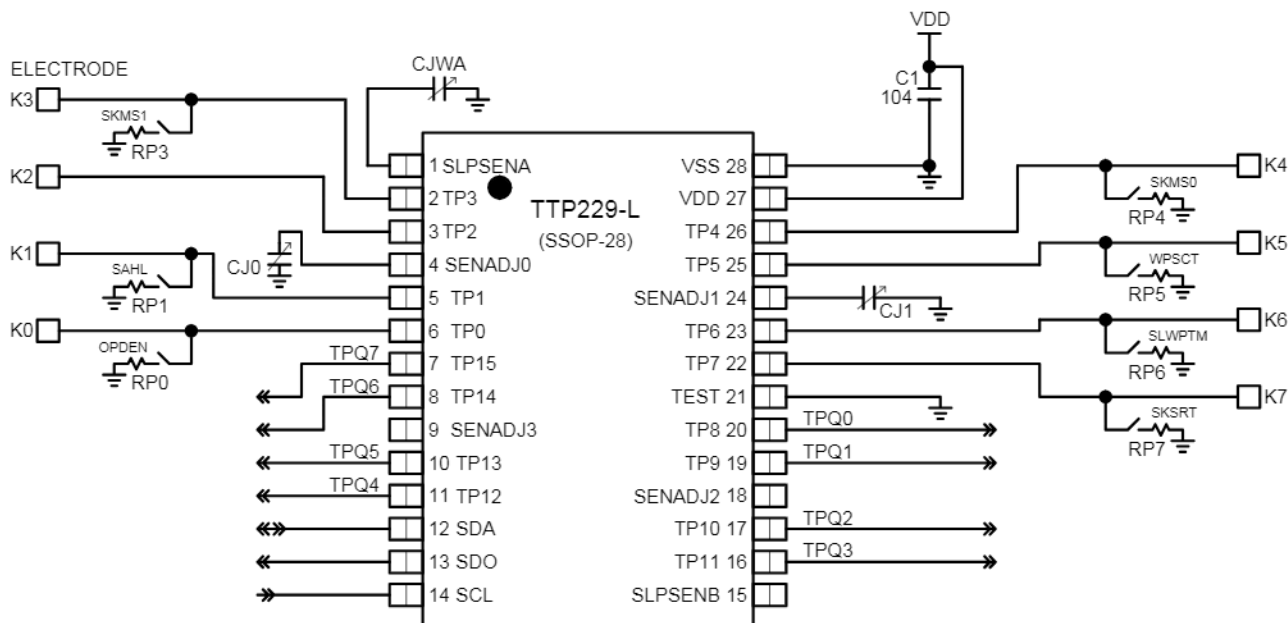 VDD
ELECTRODE
CJWA
C1
104
K3
SKMS1
RP3
K2
K1
SAHL
RP1
CJ0
K0
OPDEN
RP0
TTP229-L
(SSOP-28)
1 SLPSENA
2 TP3
3 TP2
4 SENADJ0
5 TP1
6 TP0
TPQ7
7 TP15
TPQ6
8 TP14
9 SENADJ3
TPQ5
10 TP13
TPQ4
11 TP12
12 SDA
13 SDO
14 SCL
VSS 28
VDD 27
TP4 26
TP5 25
SENADJ1 24
CJ1
TP6 23
TP7 22
TEST 21
TP8 20
TPQ0
TP9 19
TPQ1
SENADJ2 18
TP10 17
TPQ2
TP11 16
TPQ3
SLPSENB 15
K4
SKMS0
RP4
K5
WPSCT
RP5
K6
SLWPTM
RP6
K7
SKSRT
RP7